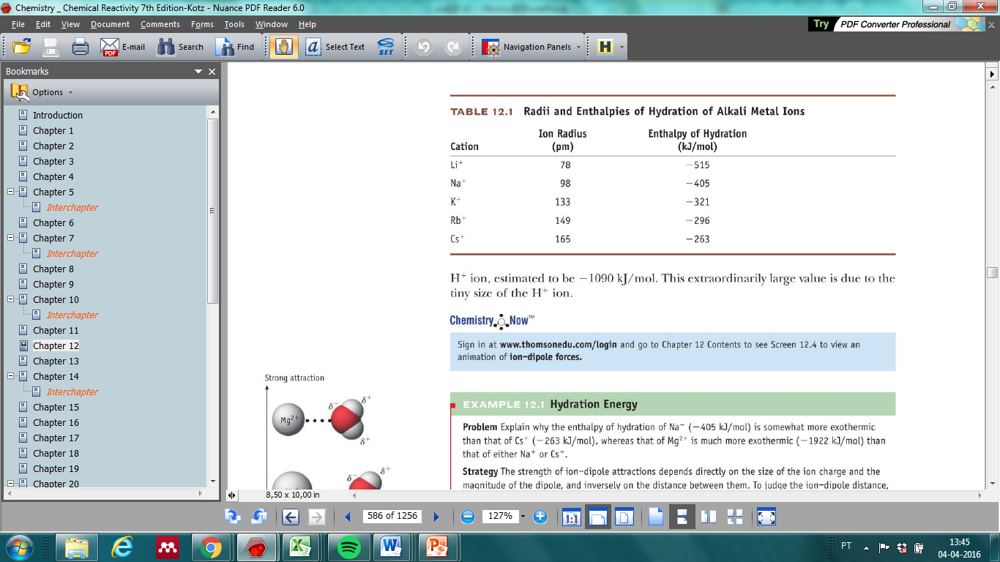 Chemistry _ Chemical Reactivity 7th Edition-Kotz - Nuance PDF Reader 6.0
File Edit View Document Comments Forms Tools Window Help
Try PDF Converter Professional
PDF E-mail Search Find a Select Text SET Navigation Panels H
Bookmarks
Options
Introduction
Chapter 1
Chapter 2
Chapter 3
Chapter 4
Chapter 5
Interchapter
Chapter 6
Chapter 7
Interchapter
Chapter 8
Chapter 9
Chapter 10
Interchapter
Chapter 11
Chapter 12
Chapter 13
Chapter 14
Interchapter
Chapter 15
Chapter 16
Chapter 17
Chapter 18
Chapter 19
Chapter 20
TABLE 12.1 Radii and Enthalpies of Hydration of Alkali Metal Ions
Ion Radius Enthalpy of Hydration
Cation (pm) (kJ/mol)
Li⁺ 78 −515
Na⁺ 98 −405
K⁺ 133 −321
Rb⁺ 149 −296
Cs⁺ 165 −263
H⁺ ion, estimated to be −1090 kJ/mol. This extraordinarily large value is due to the
tiny size of the H⁺ ion.
Chemistry Now™
Sign in at www.thomsonedu.com/login and go to Chapter 12 Contents to see Screen 12.4 to view an
animation of ion–dipole forces.
Strong attraction
δ⁻ δ⁺
Mg²⁺
δ⁺
δ⁻ δ⁺
EXAMPLE 12.1 Hydration Energy
Problem Explain why the enthalpy of hydration of Na⁺ (−405 kJ/mol) is somewhat more exothermic
than that of Cs⁺ (−263 kJ/mol), whereas that of Mg²⁺ is much more exothermic (−1922 kJ/mol) than
that of either Na⁺ or Cs⁺.
Strategy The strength of ion–dipole attractions depends directly on the size of the ion charge and the
magnitude of the dipole, and inversely on the distance between them. To judge the ion–dipole distance,
8,50 x 10,00 in
586 of 1256 127% 1:1
PT 13:45
04-04-2016